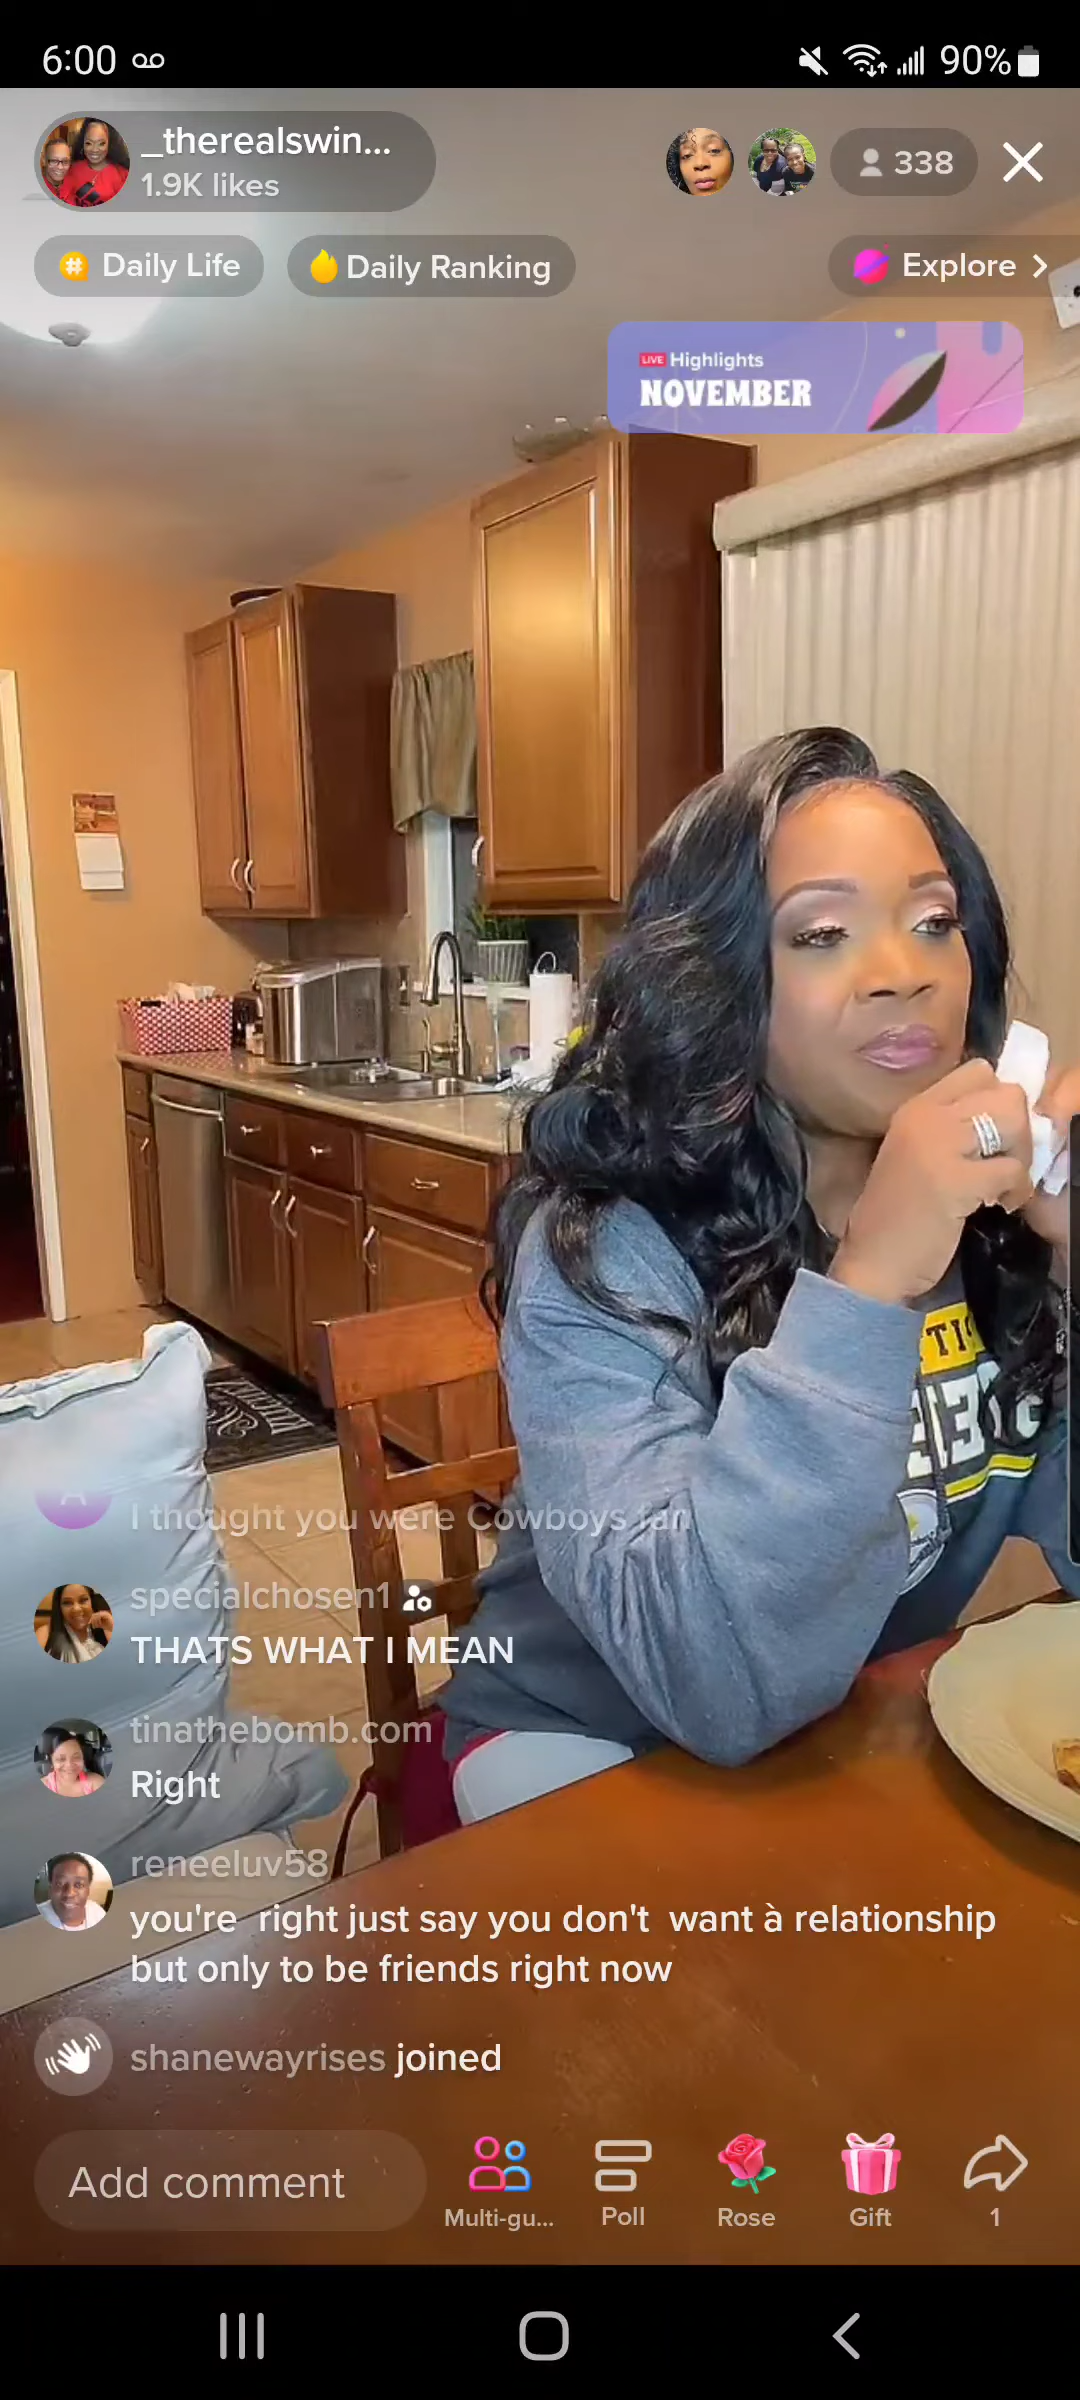 6:00
90%
_therealswin...
1.9K likes
338
Daily Life
Daily Ranking
Explore >
LIVE Highlights
NOVEMBER
I thought you were Cowboys fan
specialchosen1
THATS WHAT I MEAN
tinathebomb.com
Right
reneeluv58
you're  right just say you don't  want à relationship
but only to be friends right now
shanewayrises joined
Add comment
Multi-gu...
Poll
Rose
Gift
1